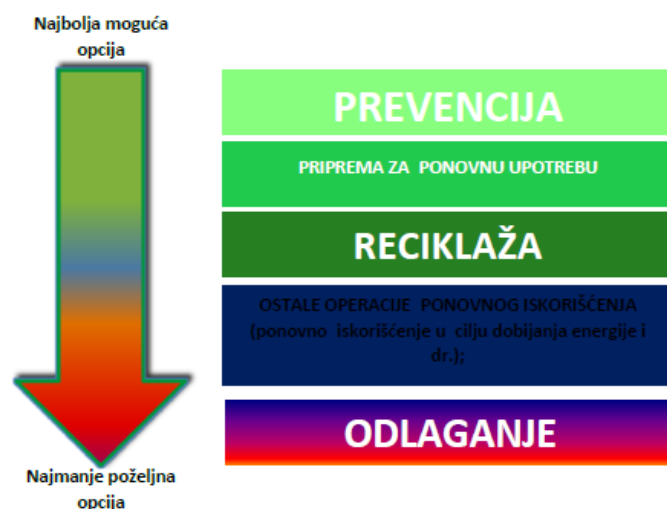 Najbolja moguća
opcija
PREVENCIJA
PRIPREMA ZA PONOVNU UPOTREBU
RECIKLAŽA
OSTALE OPERACIJE PONOVNOG ISKORIŠĆENJA
(ponovno iskorišćenje u cilju dobijanja energije i
dr.);
ODLAGANJE
Najmanje poželjna
opcija